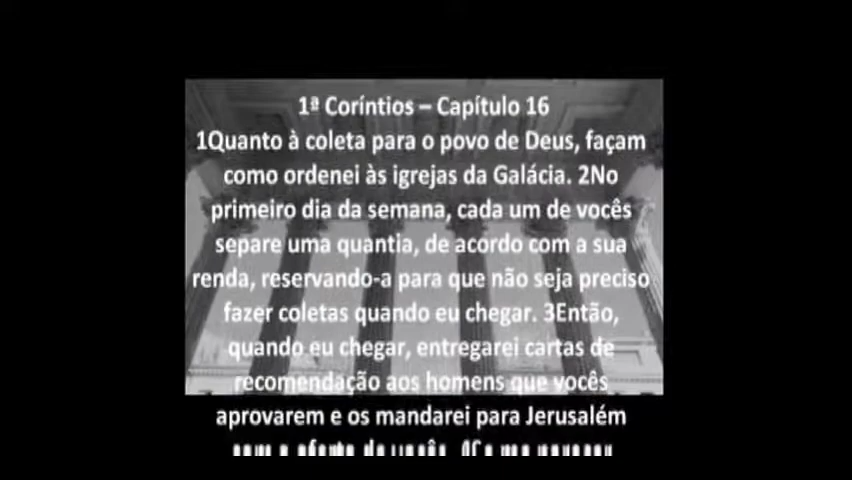 1ª Coríntios – Capítulo 16
1Quanto à coleta para o povo de Deus, façam
como ordenei às igrejas da Galácia. 2No
primeiro dia da semana, cada um de vocês
separe uma quantia, de acordo com a sua
renda, reservando-a para que não seja preciso
fazer coletas quando eu chegar. 3Então,
quando eu chegar, entregarei cartas de
recomendação aos homens que vocês
aprovarem e os mandarei para Jerusalém